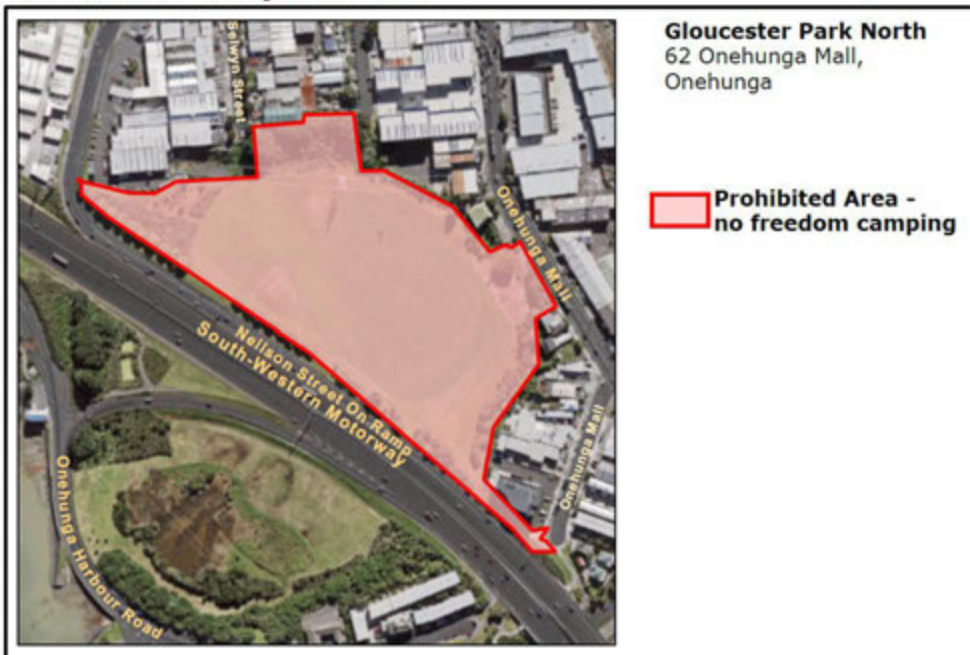 Gloucester Park North
62 Onehunga Mall,
Onehunga
Prohibited Area -
no freedom camping
Selwyn Street
Onehunga Mall
Neilson Street On Ramp
South-Western Motorway
Onehunga Mall
Onehunga Harbour Road